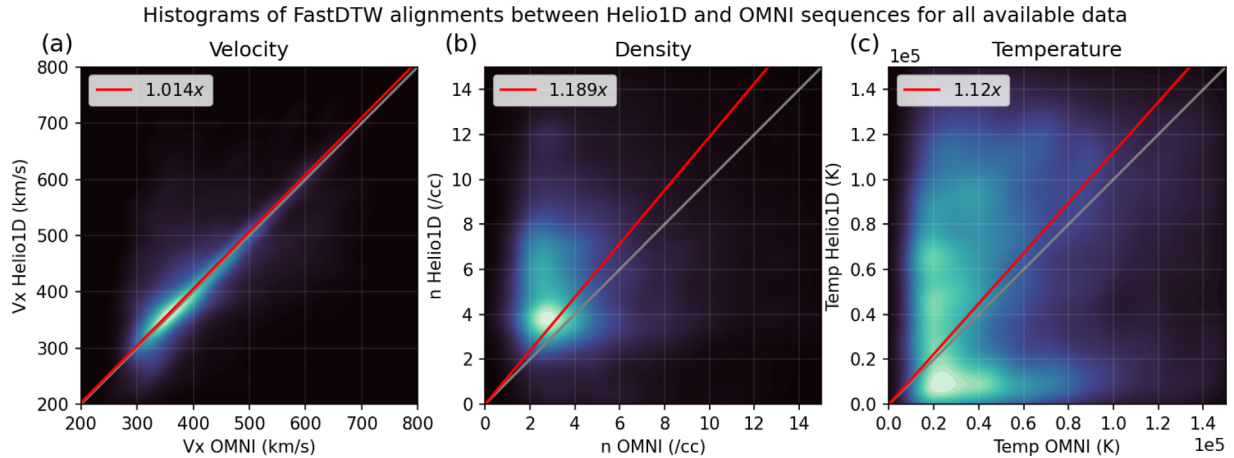 Histograms of FastDTW alignments between Helio1D and OMNI sequences for all available data
(a) Velocity
1.014x
800
700
600
500
400
300
200
200 300 400 500 600 700 800
Vx Helio1D (km/s)
Vx OMNI (km/s)
(b) Density
1.189x
14
12
10
8
6
4
2
0
0 2 4 6 8 10 12 14
n Helio1D (/cc)
n OMNI (/cc)
(c) Temperature
1e5
1.12x
1.4
1.2
1.0
0.8
0.6
0.4
0.2
0.0
0.0 0.2 0.4 0.6 0.8 1.0 1.2 1.4
1e5
Temp Helio1D (K)
Temp OMNI (K)